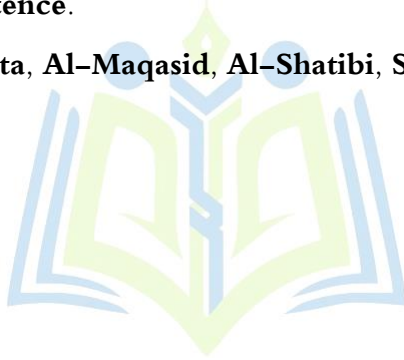 tence.
ta, Al–Maqasid, Al–Shatibi, S